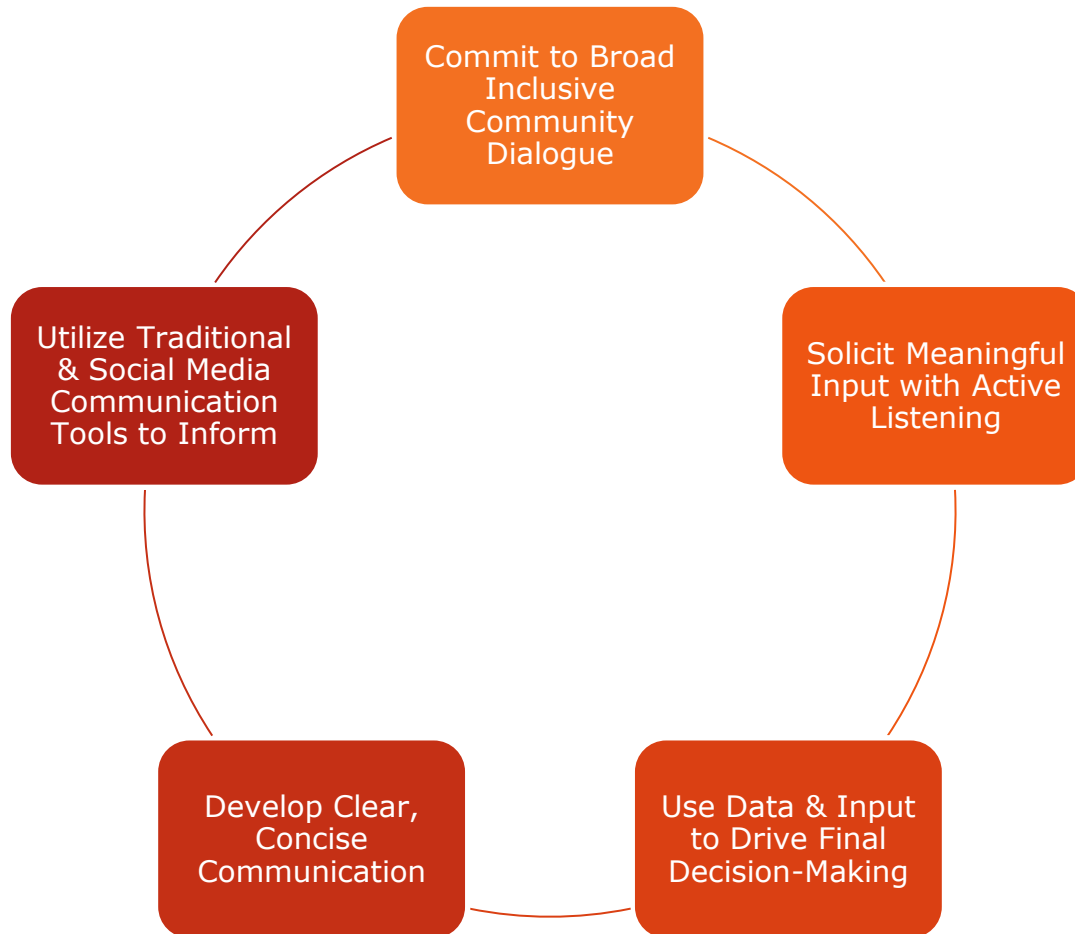 Commit to Broad
Inclusive
Community
Dialogue
Solicit Meaningful
Input with Active
Listening
Use Data & Input
to Drive Final
Decision-Making
Develop Clear,
Concise
Communication
Utilize Traditional
& Social Media
Communication
Tools to Inform